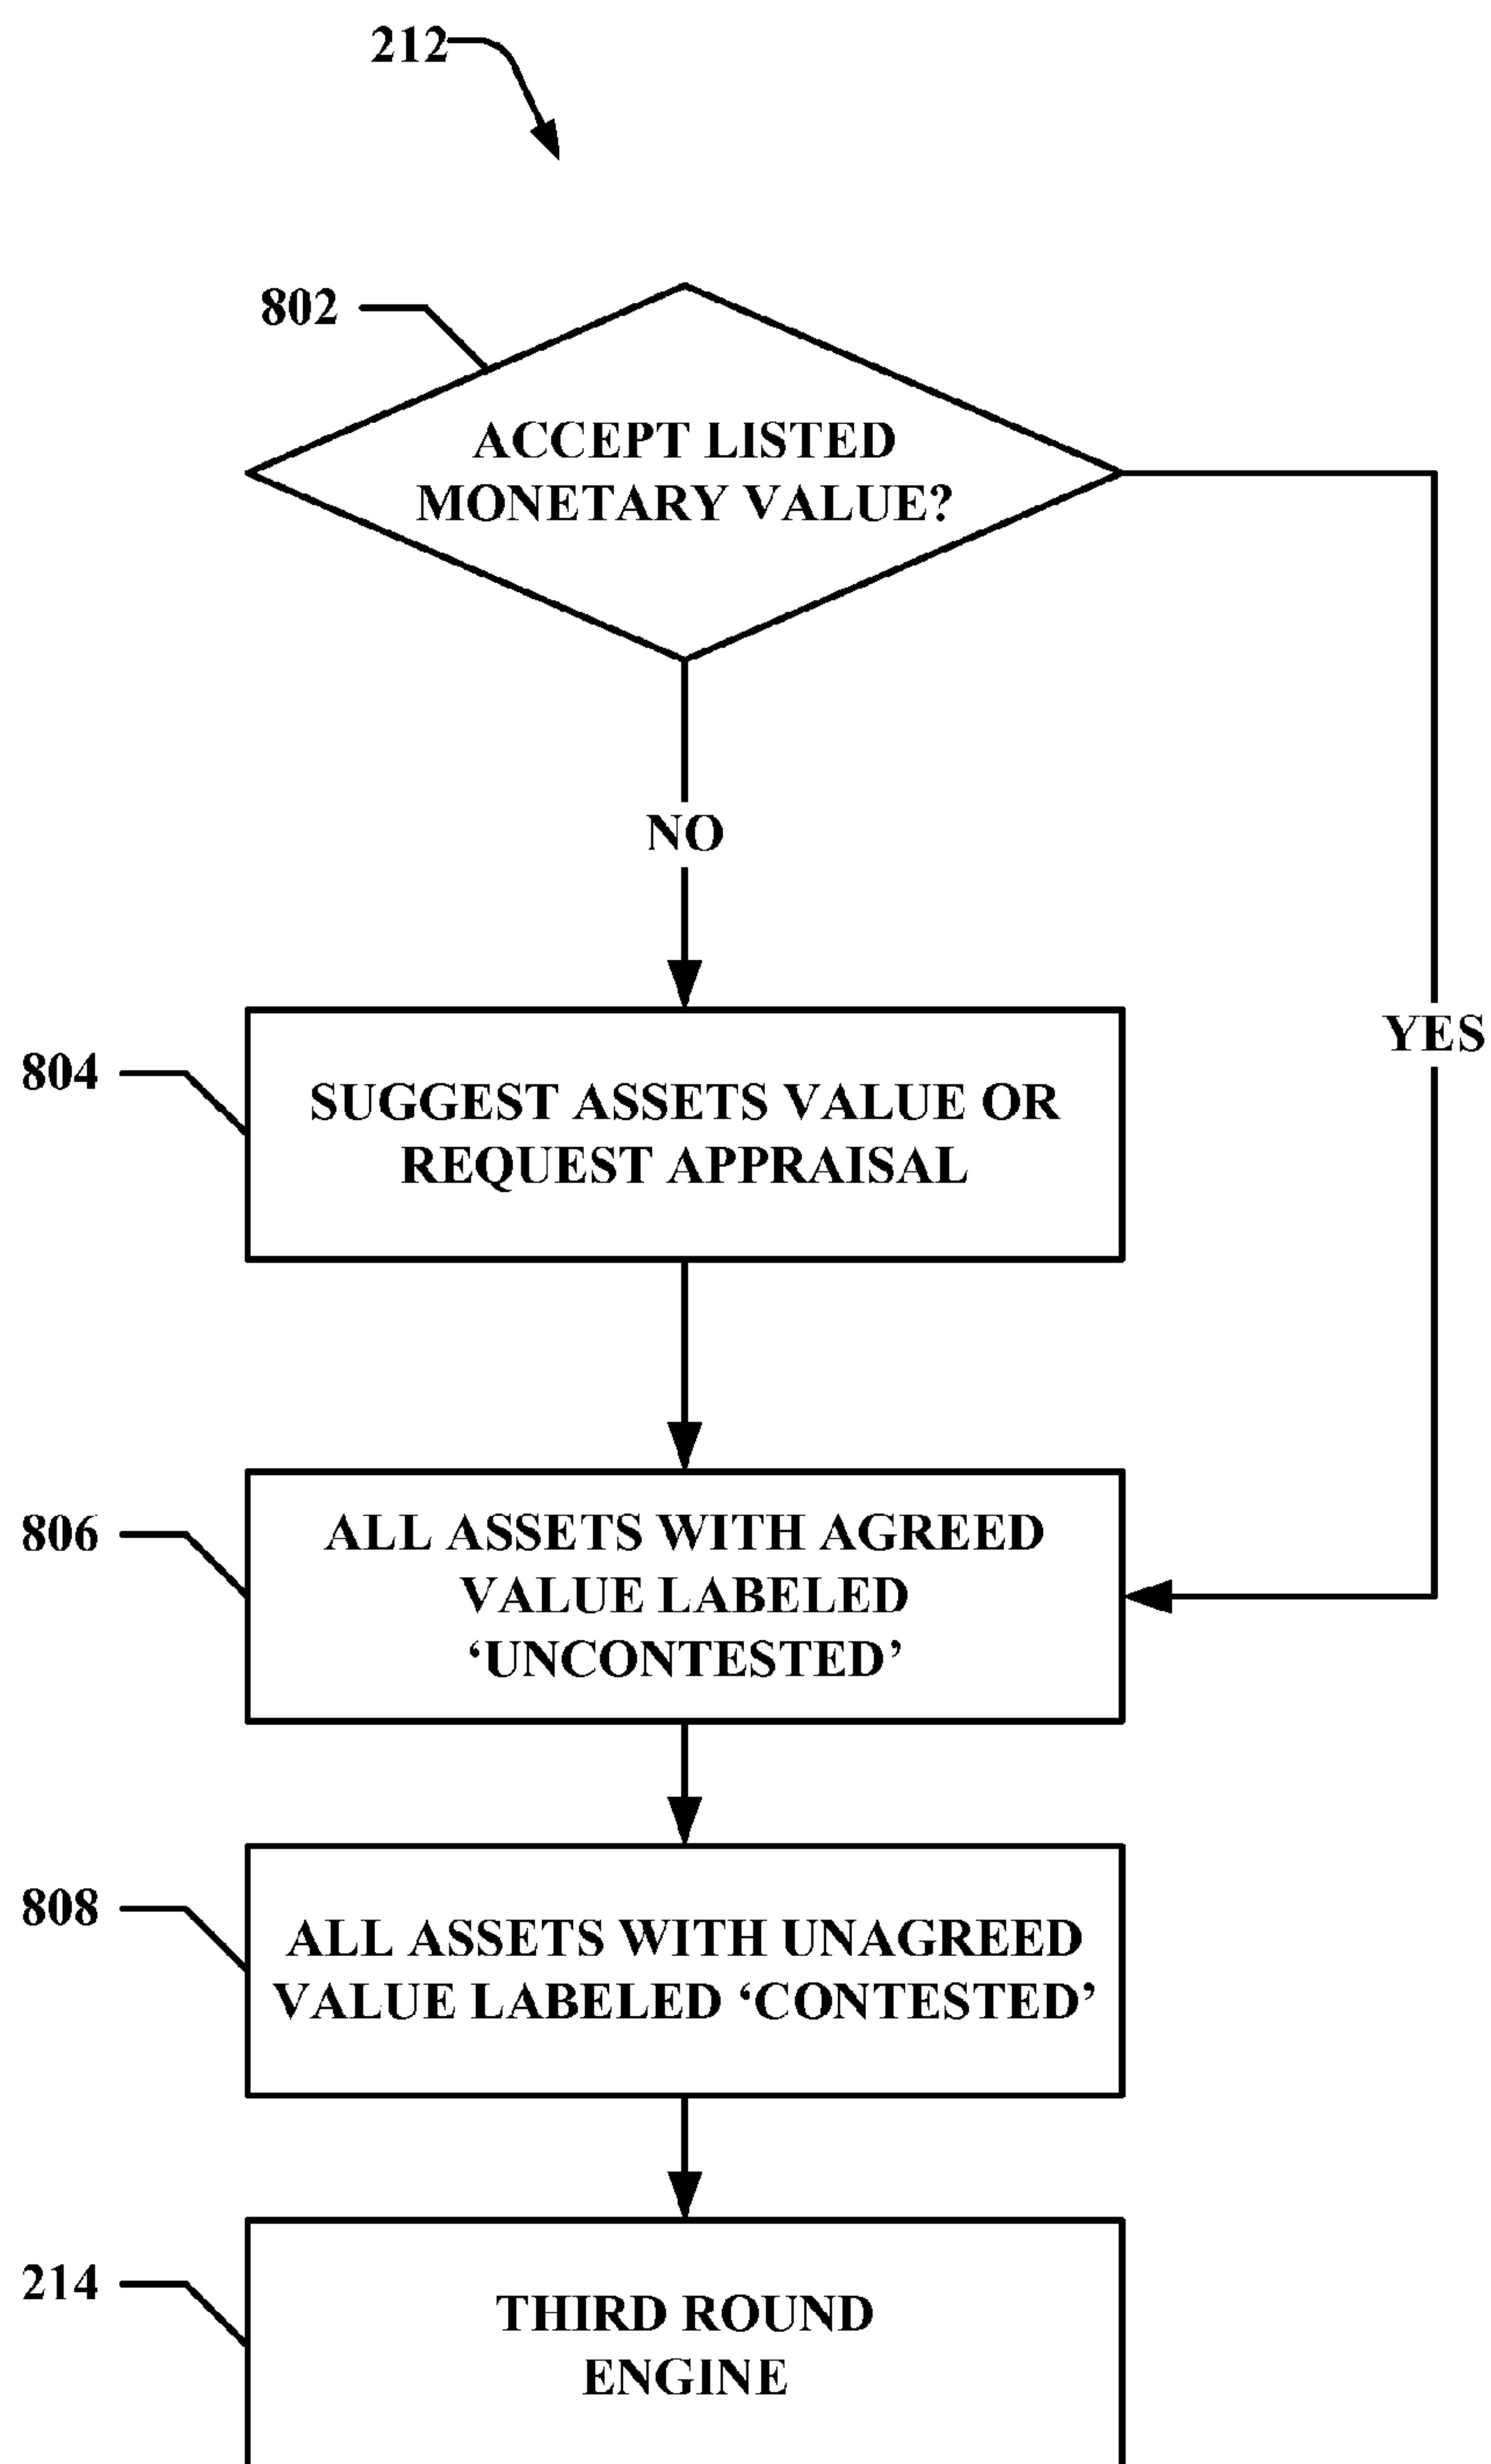 212
802
ACCEPT LISTED
MONETARY VALUE?
NO
YES
804
SUGGEST ASSETS VALUE OR
REQUEST APPRAISAL
806
ALL ASSETS WITH AGREED
VALUE LABELED
‘UNCONTESTED’
808
ALL ASSETS WITH UNAGREED
VALUE LABELED ‘CONTESTED’
214
THIRD ROUND
ENGINE